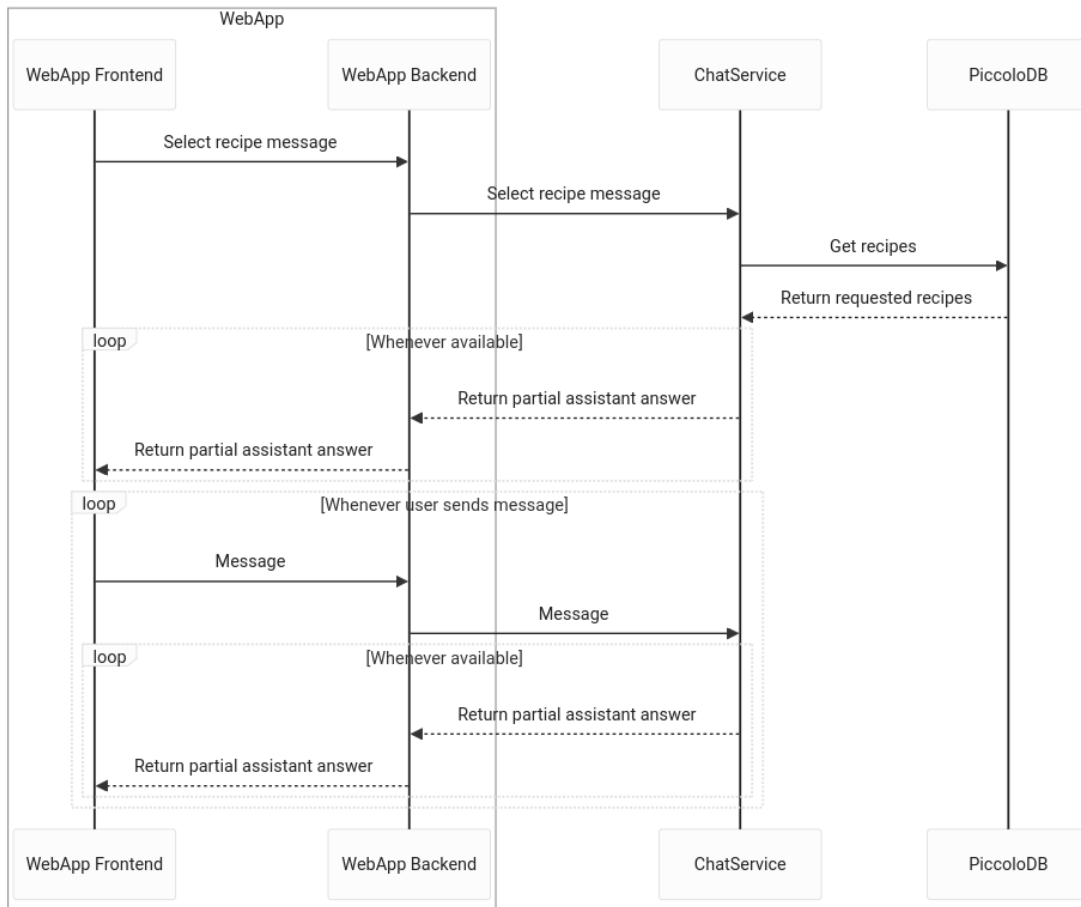 WebApp
WebApp Frontend
WebApp Backend
ChatService
PiccoloDB
Select recipe message
Select recipe message
Get recipes
Return requested recipes
loop
[Whenever available]
Return partial assistant answer
Return partial assistant answer
loop
[Whenever user sends message]
Message
Message
loop
[Whenever available]
Return partial assistant answer
Return partial assistant answer
WebApp Frontend
WebApp Backend
ChatService
PiccoloDB